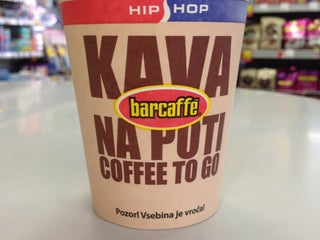 HIP HOP
KAVA
barcaffe
NA POTI
COFFEE TO GO
Pozor! Vsebina je vroča!